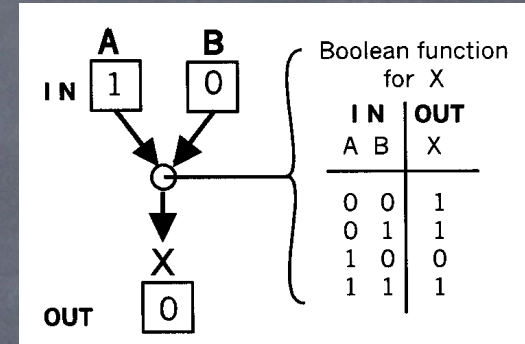 A B
IN 1 0
X
OUT 0
Boolean function
for X
IN OUT
A B X
0 0 1
0 1 1
1 0 0
1 1 1